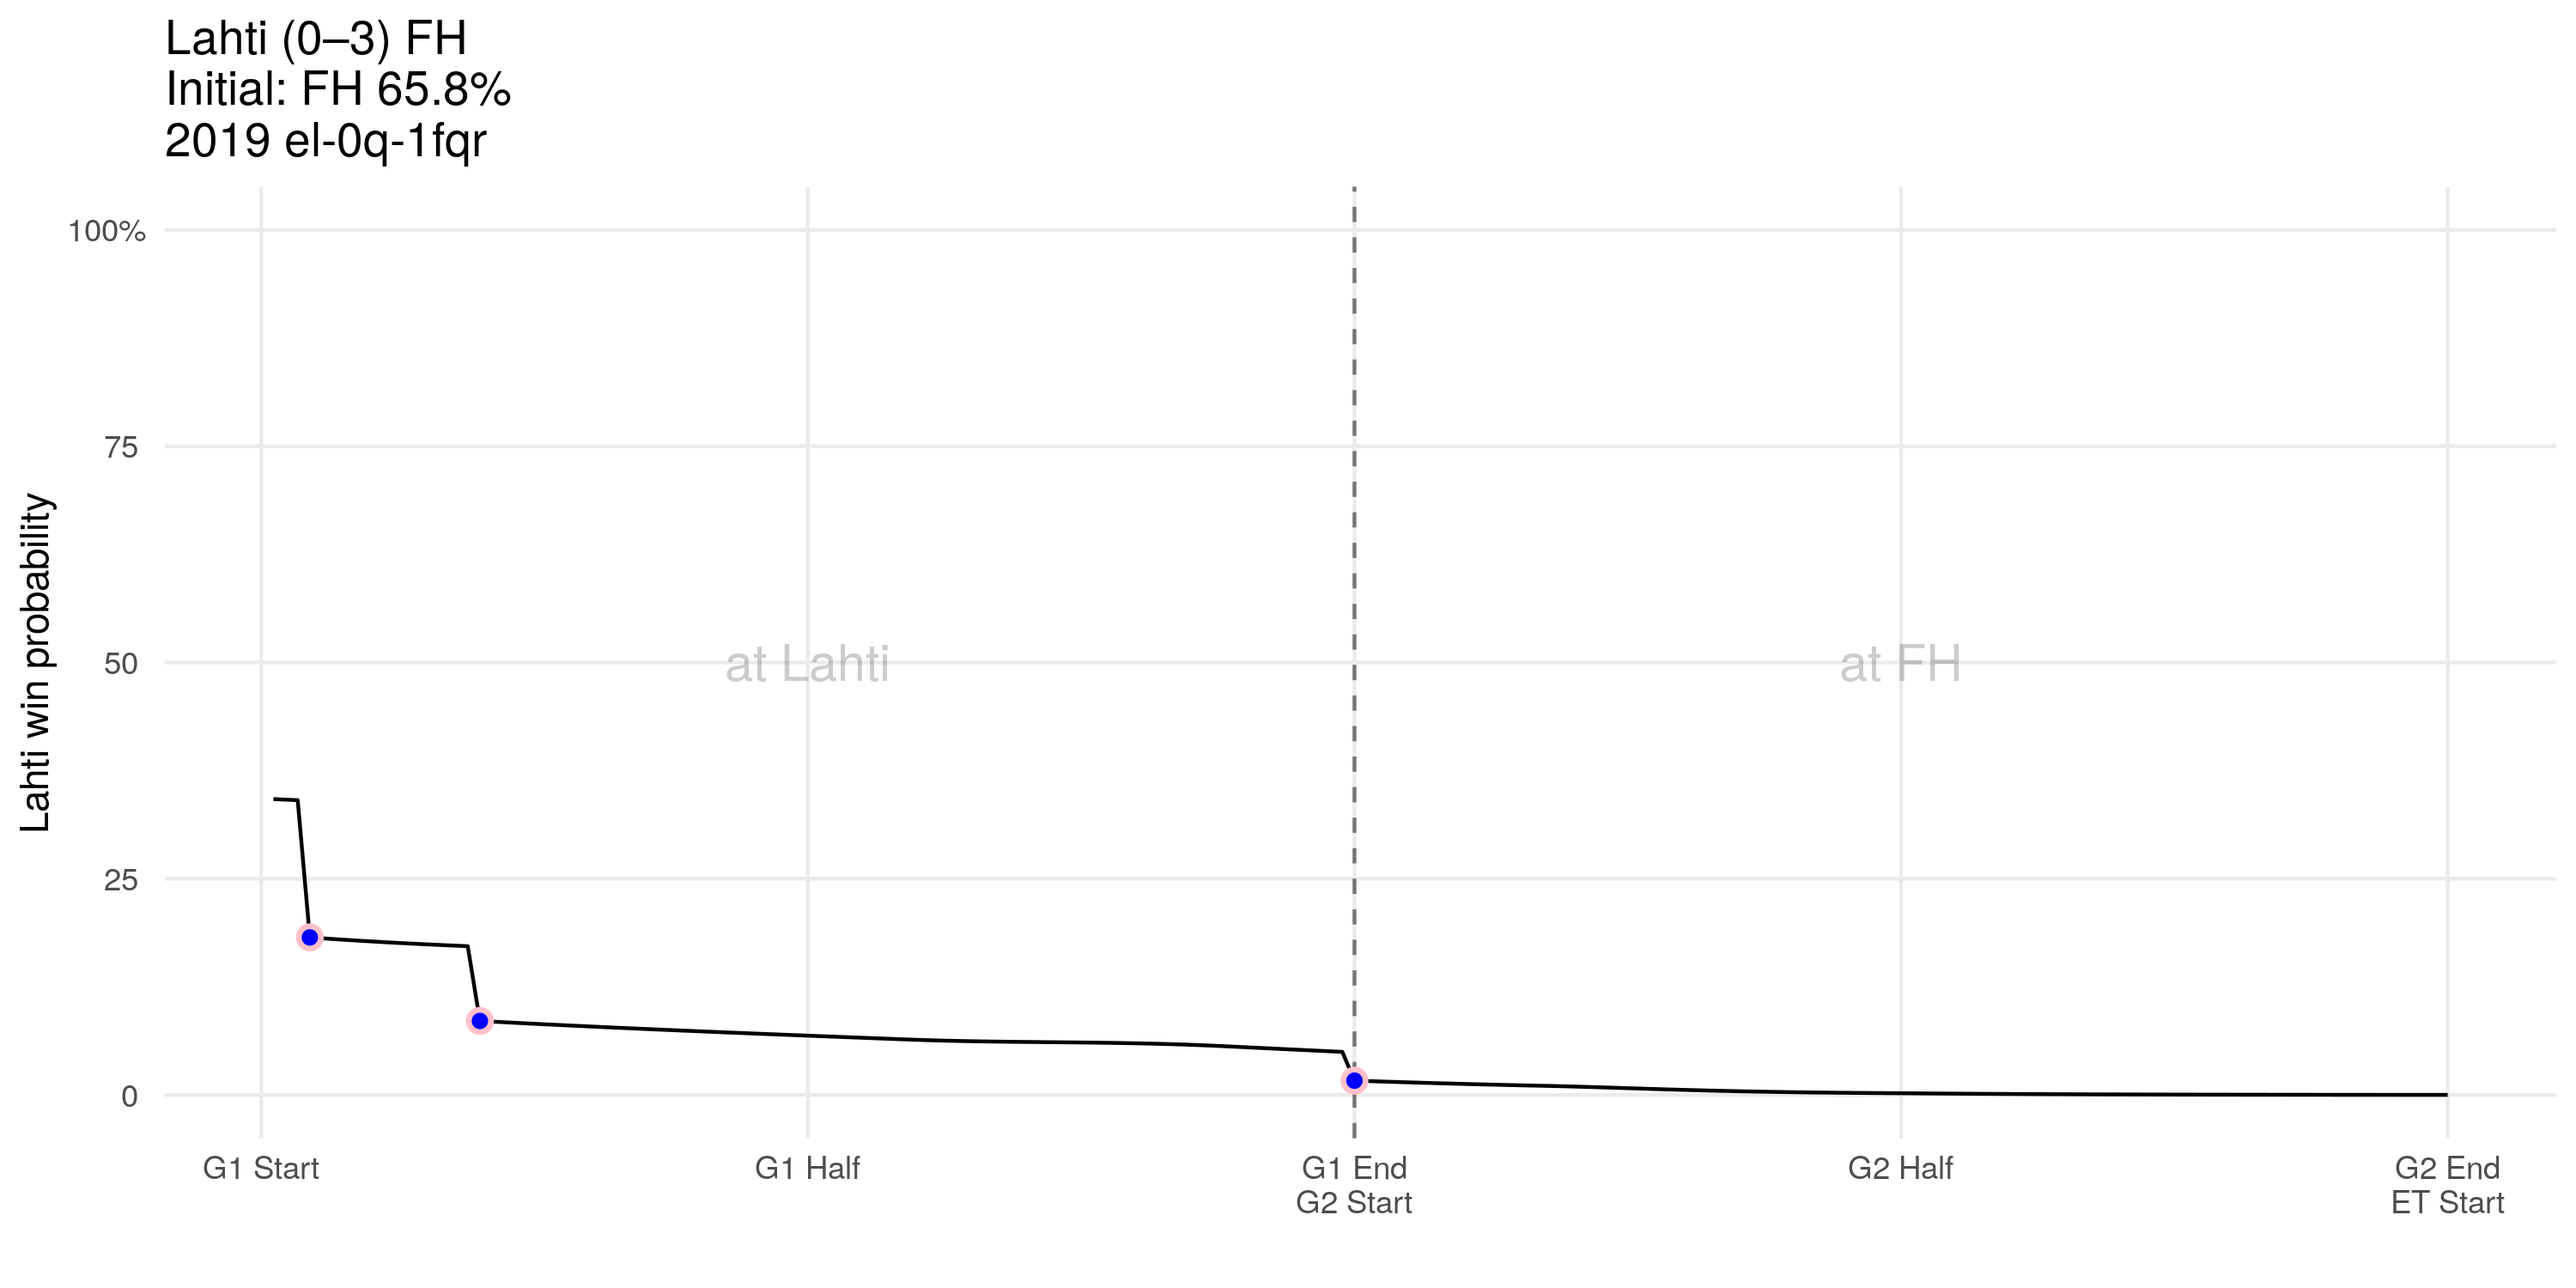 Lahti (0–3) FH
Initial: FH 65.8%
2019 el-0q-1fqr
Lahti win probability
100%
75
50
25
0
at Lahti
at FH
G1 Start
G1 Half
G1 End
G2 Start
G2 Half
G2 End
ET Start